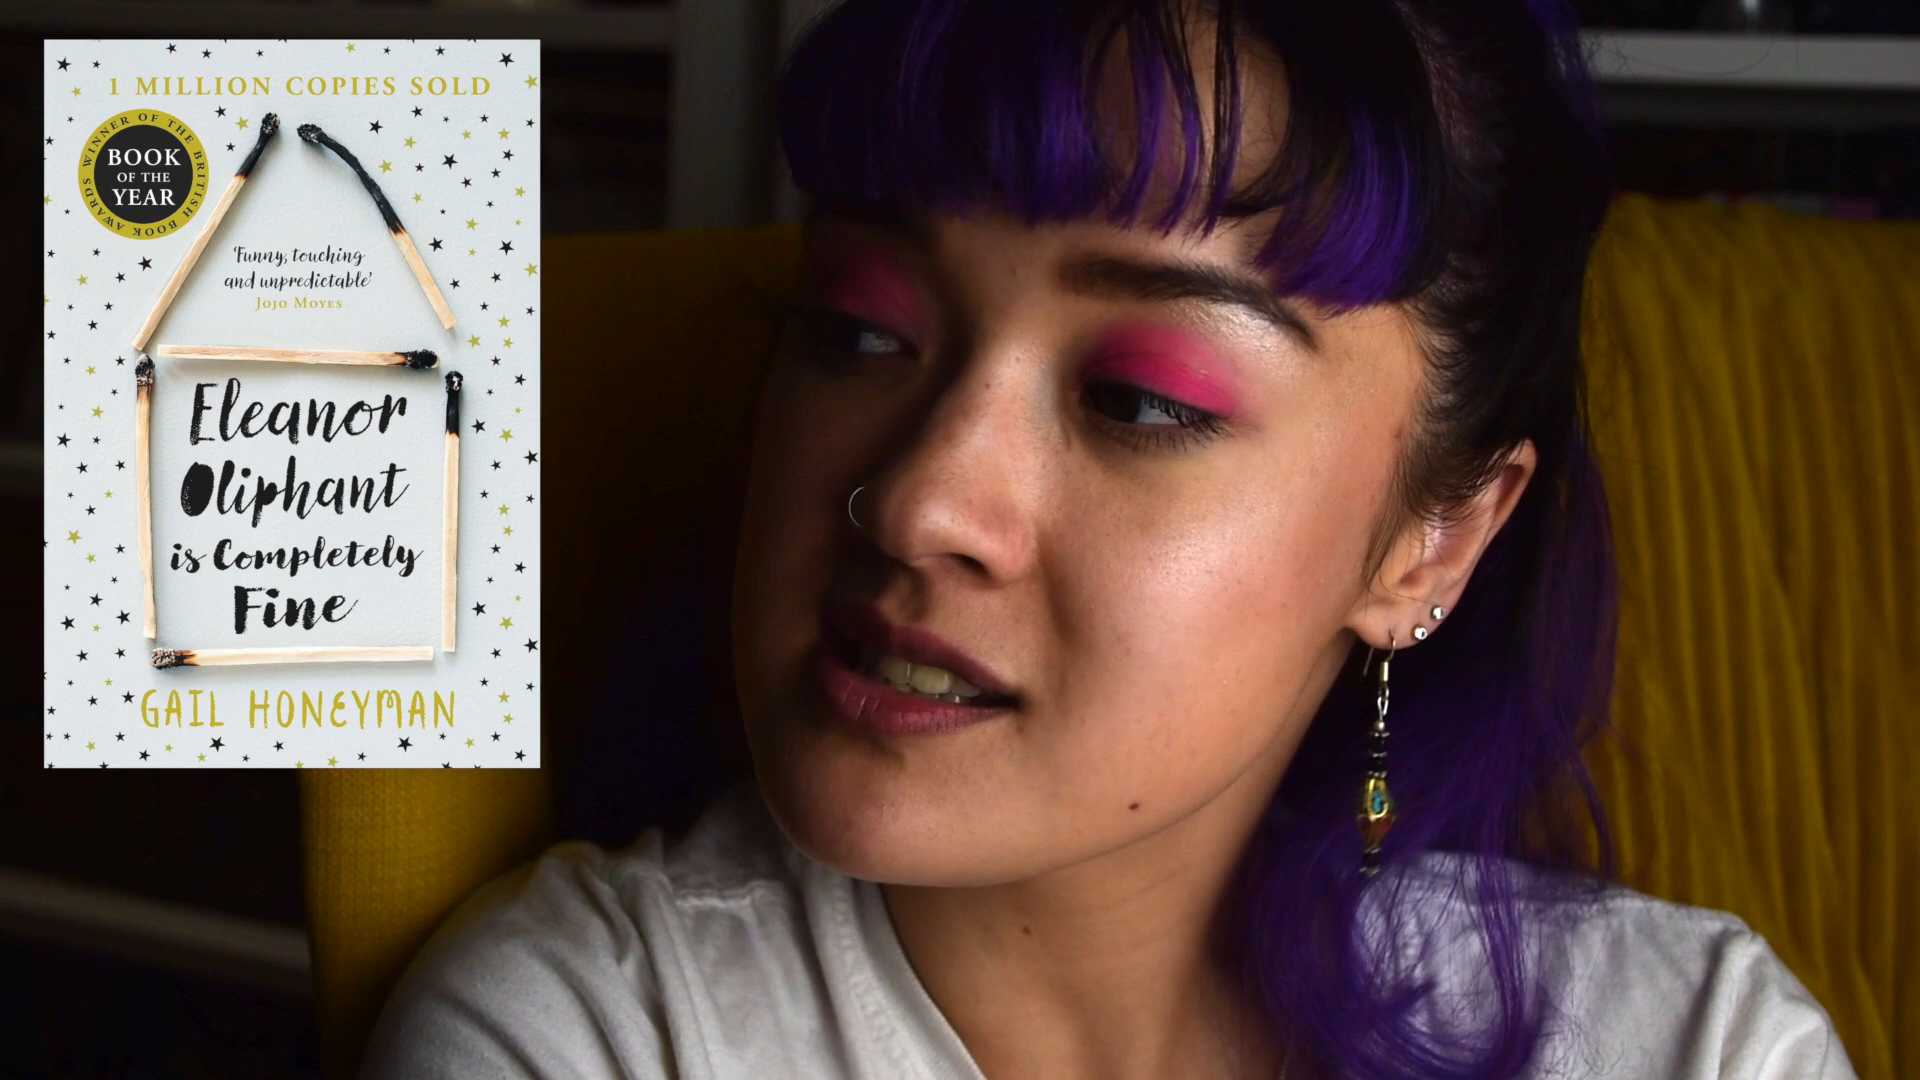 1 MILLION COPIES SOLD
WINNER OF THE BRITISH BOOK AWARDS
BOOK
OF THE
YEAR
‘Funny, touching
and unpredictable’
JOJO MOYES
Eleanor
Oliphant
is Completely
Fine
GAIL HONEYMAN